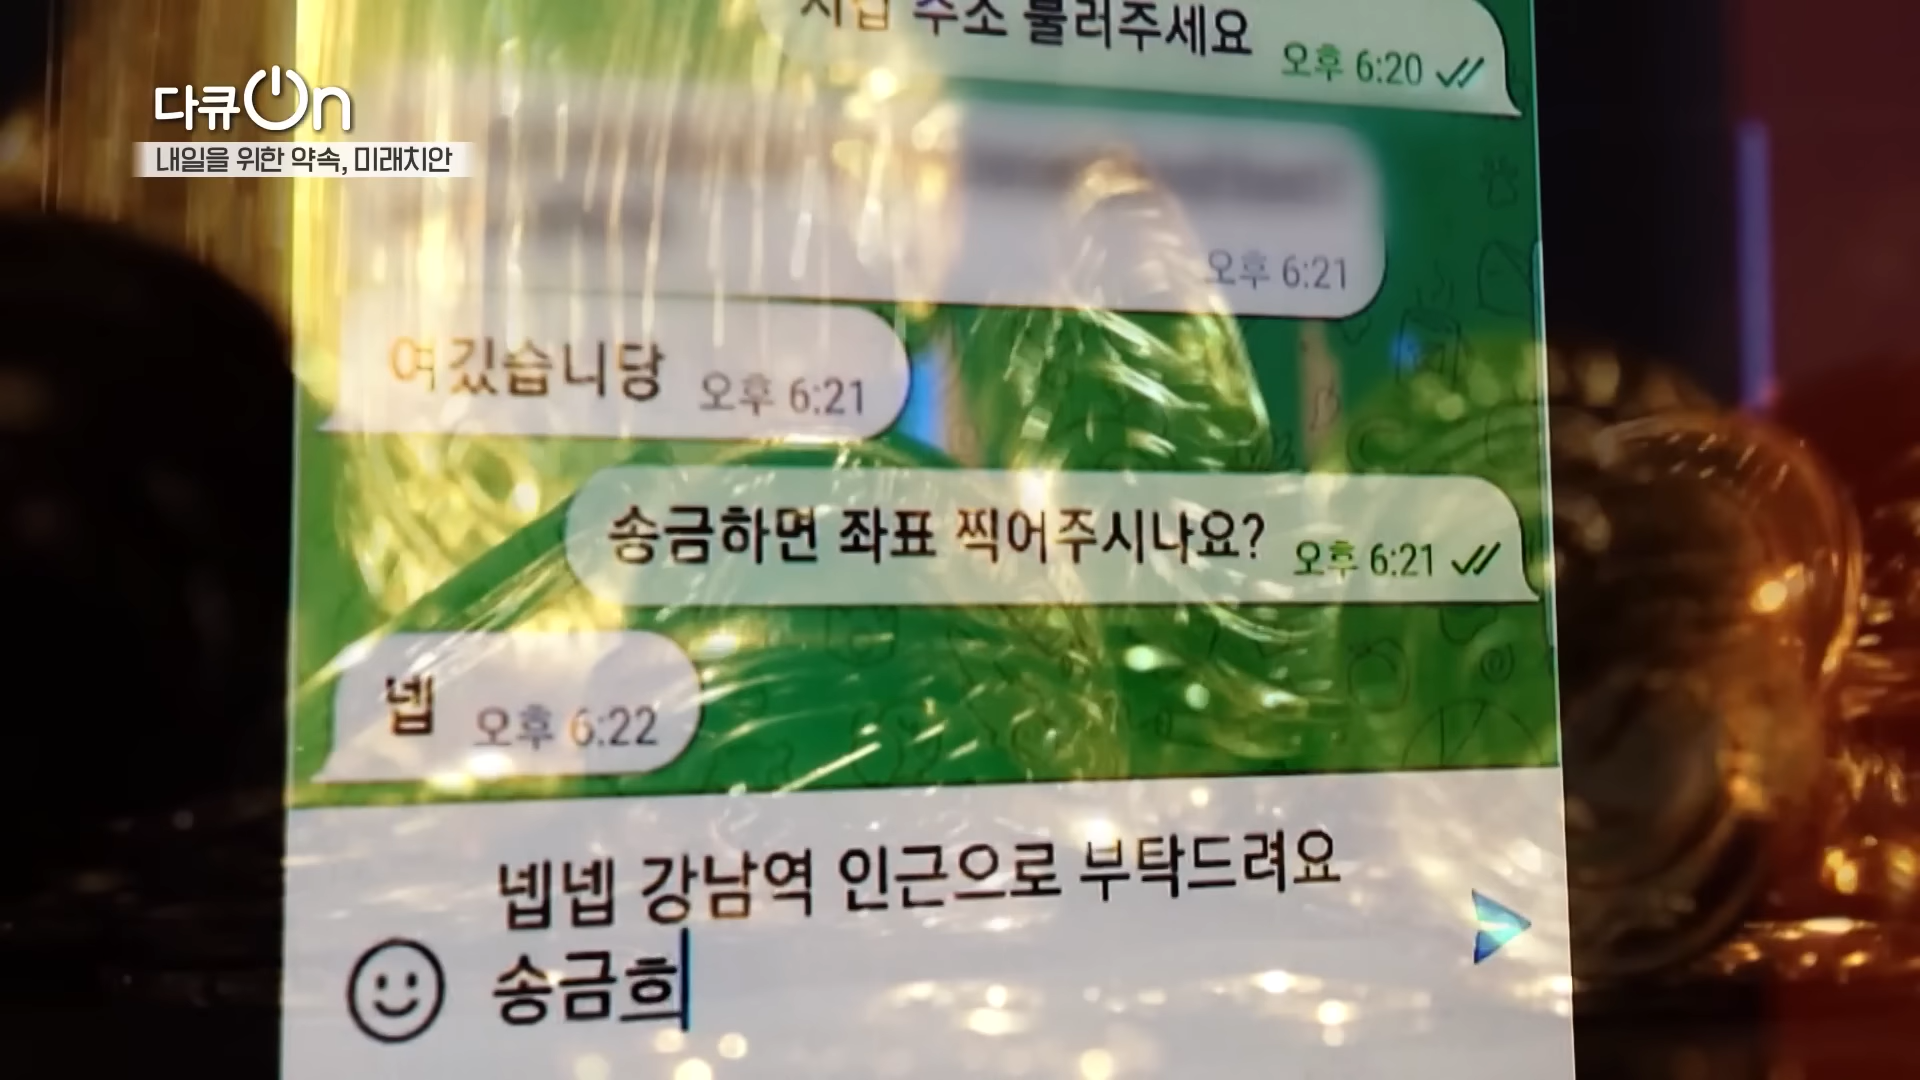 다큐On
내일을 위한 약속, 미래치안
주소 불러주세요 오후 6:20
오후 6:21
여깄습니당 오후 6:21
송금하면 좌표 찍어주시나요? 오후 6:21
넵 오후 6:22
넵넵 강남역 인근으로 부탁드려요
송금희